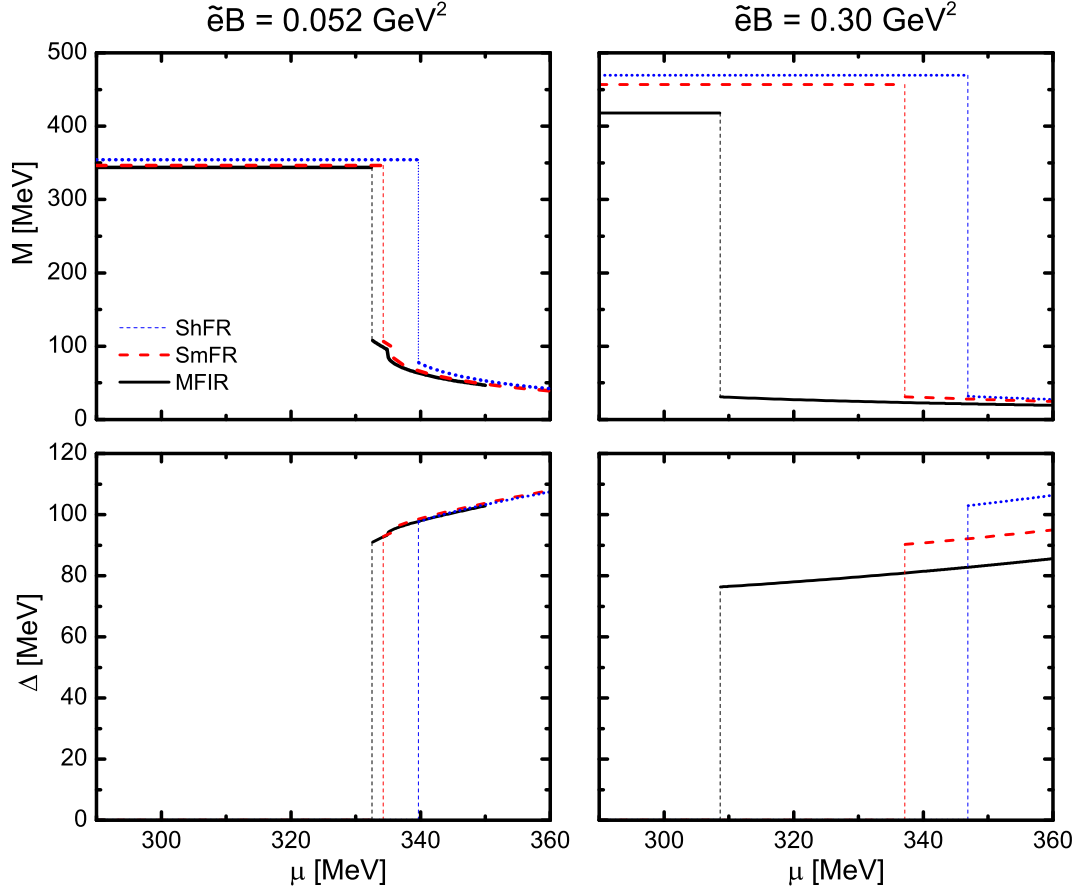 ẽB = 0.052 GeV²
ẽB = 0.30 GeV²
500
400
300
200
100
0
M [MeV]
ShFR
SmFR
MFIR
120
100
80
60
40
20
0
Δ [MeV]
300 320 340 360
300 320 340 360
μ [MeV]
μ [MeV]